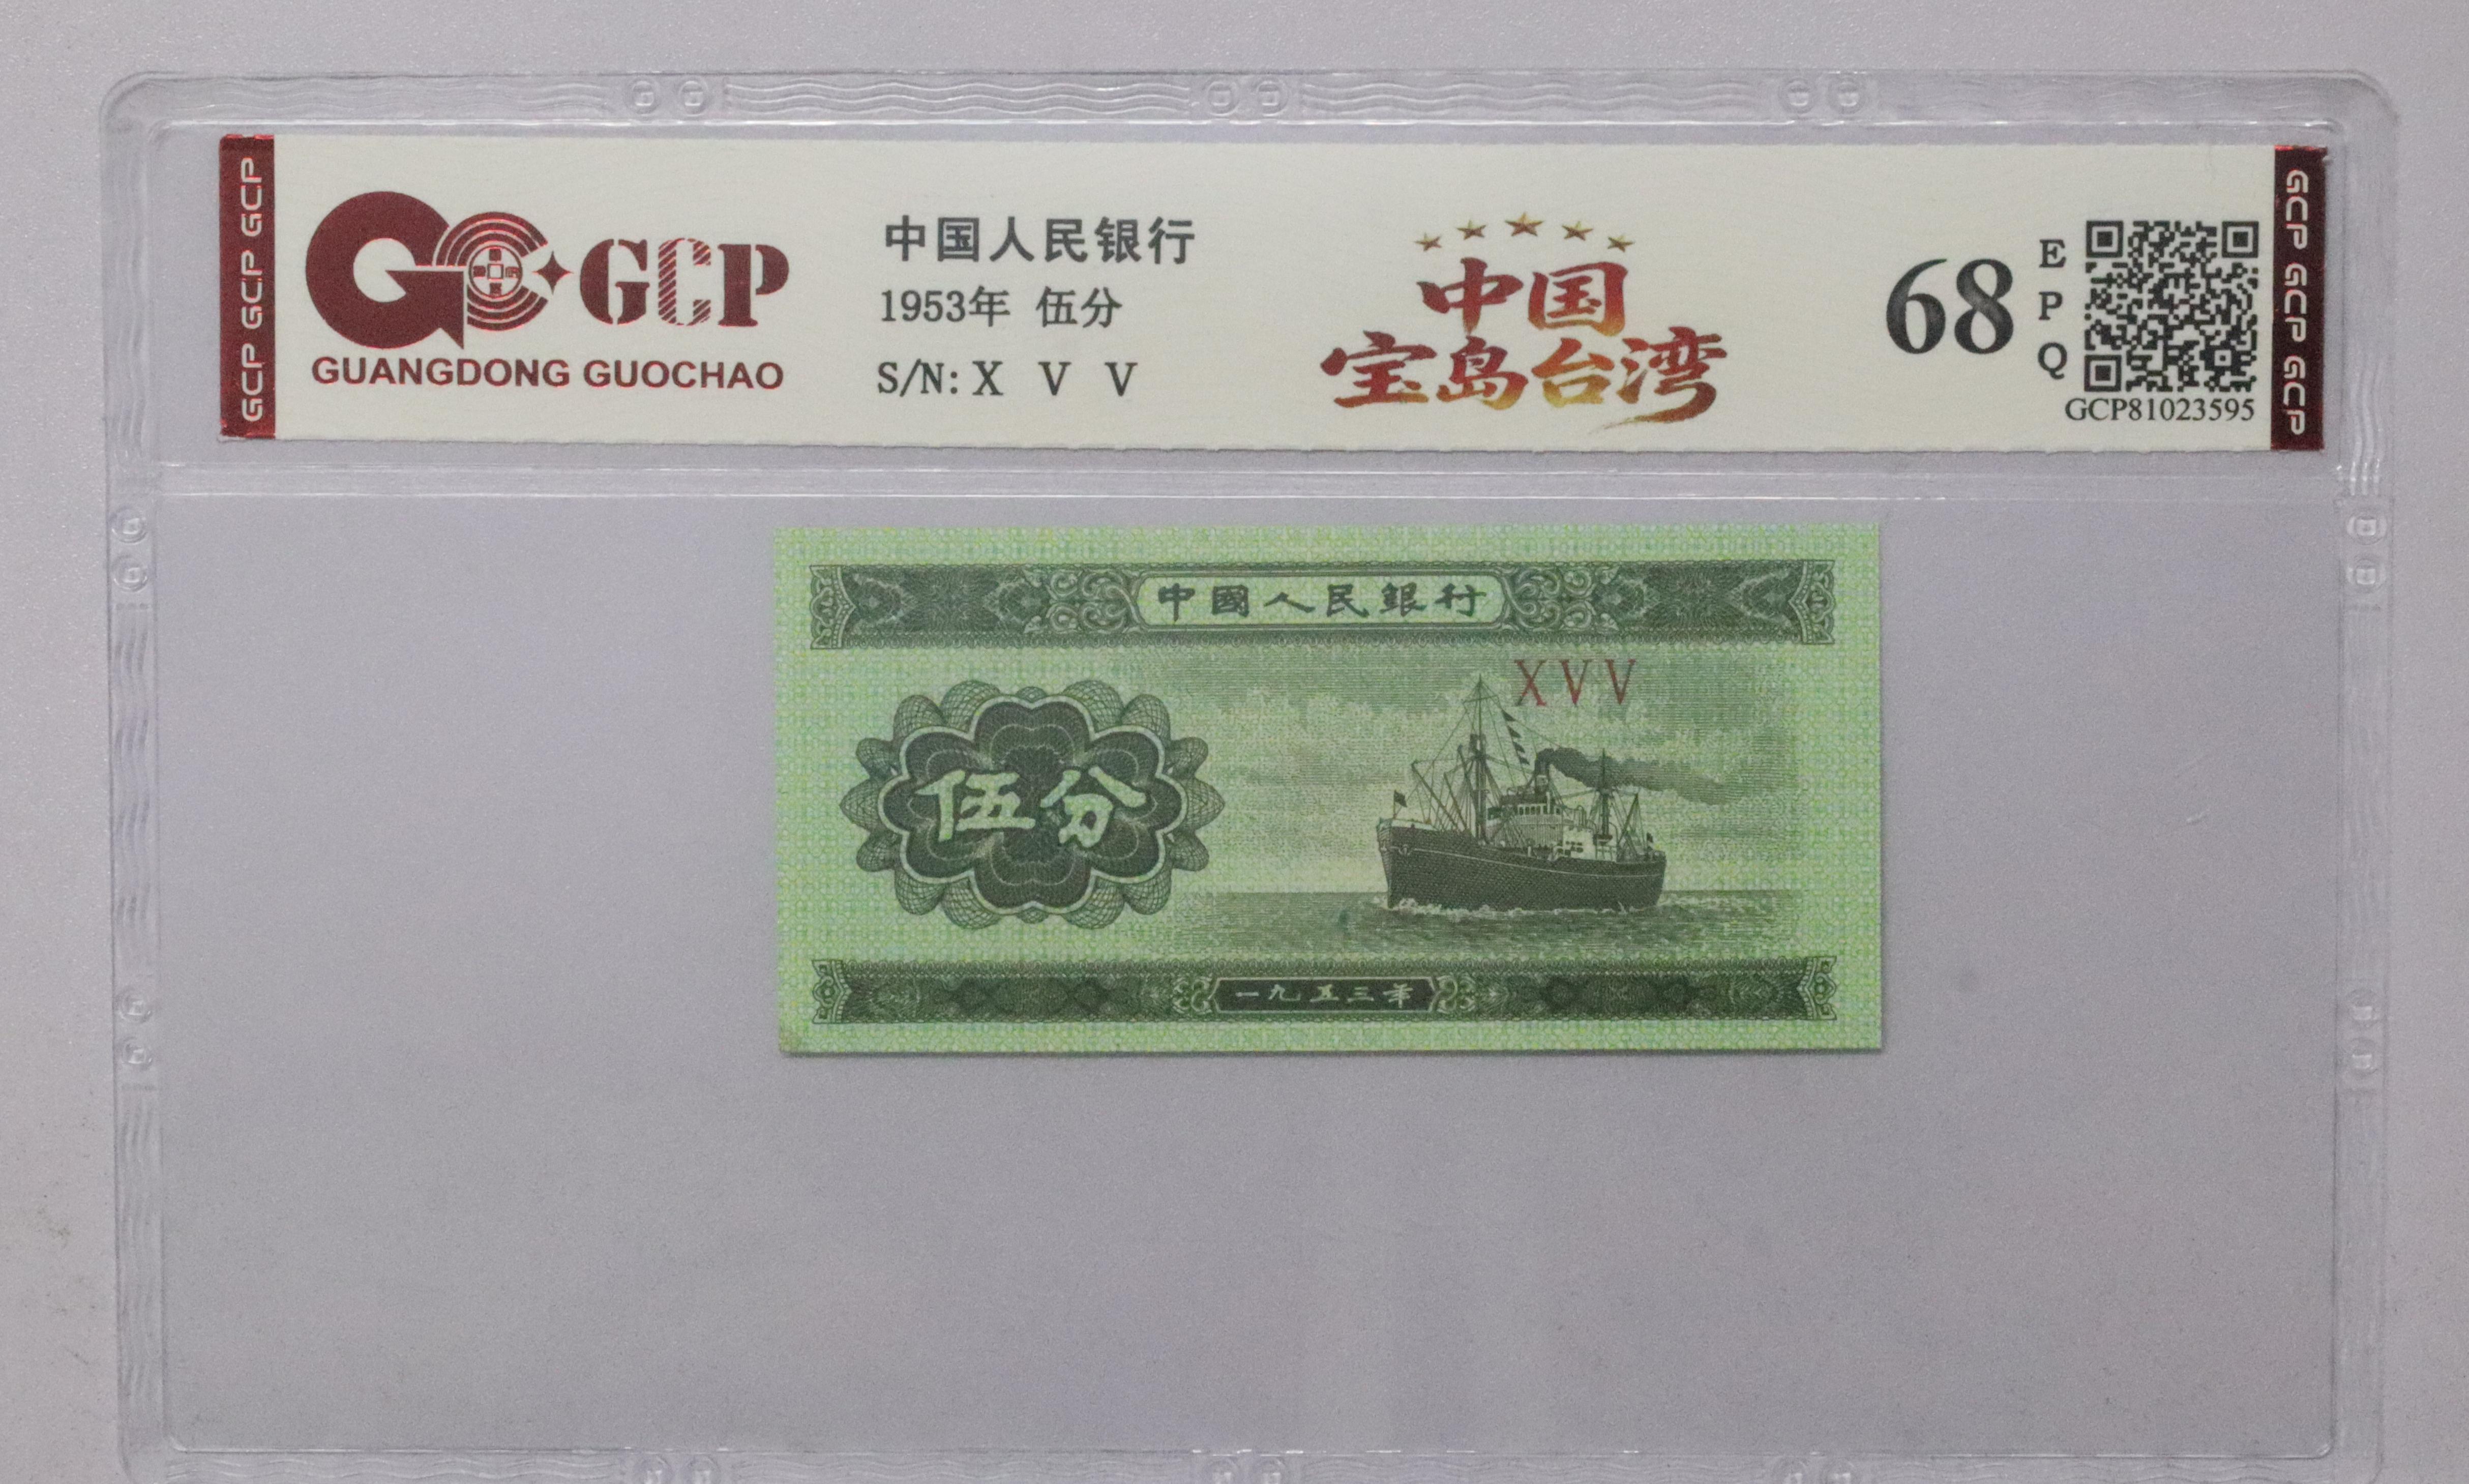 GCP GCP GCP
GCP
GUANGDONG GUOCHAO
中国人民银行
1953年 伍分
S/N: X V V
中国
宝岛台湾
68
E
P
Q
GCP81023595
GCP GCP GCP
中國人民銀行
XVV
伍分
一九五三年